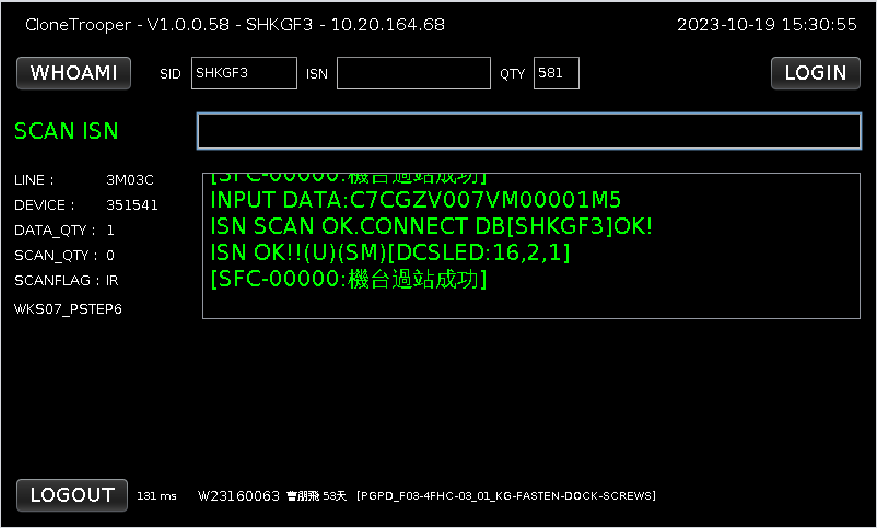 CloneTrooper - V1.0.0.58 - SHKGF3 - 10.20.164.68 2023-10-19 15:30:55
WHOAMI SID SHKGF3 ISN QTY 581 LOGIN
SCAN ISN
LINE : 3M03C
DEVICE : 351541
DATA_QTY : 1
SCAN_QTY : 0
SCANFLAG : IR
WKS07_PSTEP6
[SFC-00000:機台過站成功]
INPUT DATA:C7CGZV007VM00001M5
ISN SCAN OK.CONNECT DB[SHKGF3]OK!
ISN OK!!(U)(SM)[DCSLED:16,2,1]
[SFC-00000:機台過站成功]
LOGOUT 131 ms W23160063 曹朋飛 53天 [PGPD_F03-4FHC-03_01_KG-FASTEN-DOCK-SCREWS]